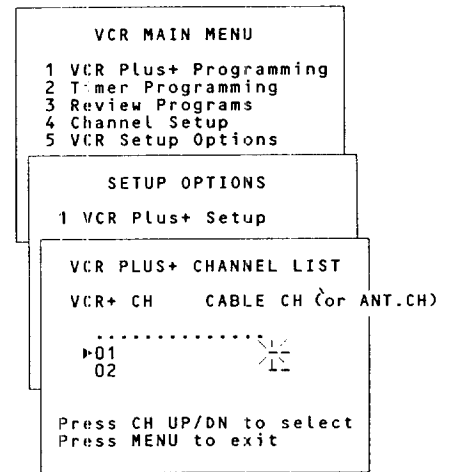 VCR MAIN MENU
1 VCR Plus+ Programming
2 Timer Programming
3 Review Programs
4 Channel Setup
5 VCR Setup Options
SETUP OPTIONS
1 VCR Plus+ Setup
VCR PLUS+ CHANNEL LIST
VCR+ CH CABLE CH (or ANT.CH)
..............
▶01 --
02 --
Press CH UP/DN to select
Press MENU to exit